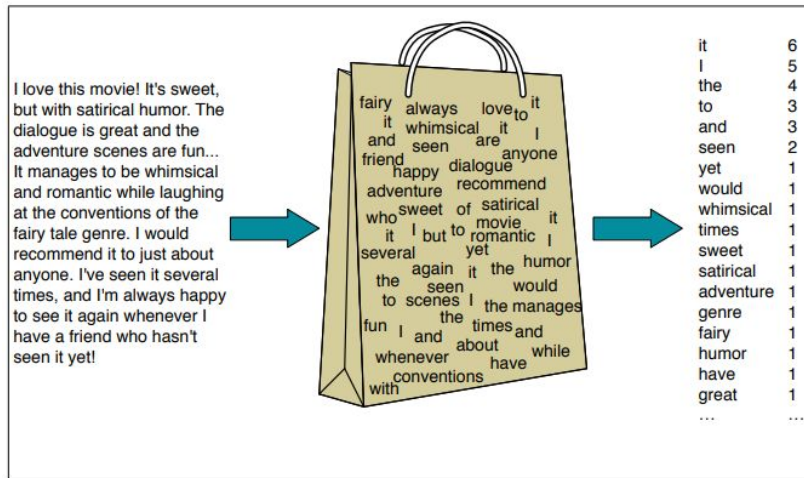 I love this movie! It's sweet,
but with satirical humor. The
dialogue is great and the
adventure scenes are fun...
It manages to be whimsical
and romantic while laughing
at the conventions of the
fairy tale genre. I would
recommend it to just about
anyone. I've seen it several
times, and I'm always happy
to see it again whenever I
have a friend who hasn't
seen it yet!
fairy always love to it
it whimsical it I
and seen are anyone
friend happy dialogue
adventure recommend
who sweet of satirical
it I but to movie it
several yet romantic I
again it the humor
the seen would
to scenes I the manages
fun I and the times and
whenever about while
have
conventions
with
it 6
I 5
the 4
to 3
and 3
seen 2
yet 1
would 1
whimsical 1
times 1
sweet 1
satirical 1
adventure 1
genre 1
fairy 1
humor 1
have 1
great 1
... ...